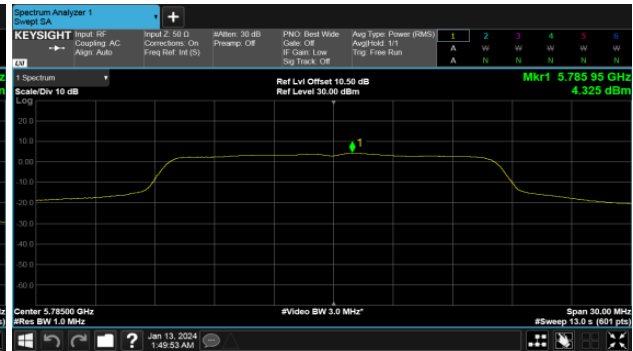 Spectrum Analyzer 1
Swept SA
+
KEYSIGHT Input: RF Input Z: 50 Ω #Atten: 30 dB PNO: Best Wide Avg Type: Power (RMS) 1 2 3 4 5 6
Coupling: AC Corrections: On Preamp: Off Gate: Off Avg|Hold: 1/1 A W W W W W
Align: Auto Freq Ref: Int (S) IF Gain: Low Trig: Free Run
Sig Track: Off A N N N N N
LVI
1 Spectrum Ref Lvl Offset 10.50 dB Mkr1 5.785 95 GHz
Scale/Div 10 dB Ref Level 30.00 dBm 4.325 dBm
Log
20.0
10.0
1
0.00
-10.0
-20.0
-30.0
-40.0
-50.0
-60.0
Center 5.78500 GHz #Video BW 3.0 MHz* Span 30.00 MHz
#Res BW 1.0 MHz #Sweep 13.0 s (601 pts)
? Jan 13, 2024
1:49:53 AM